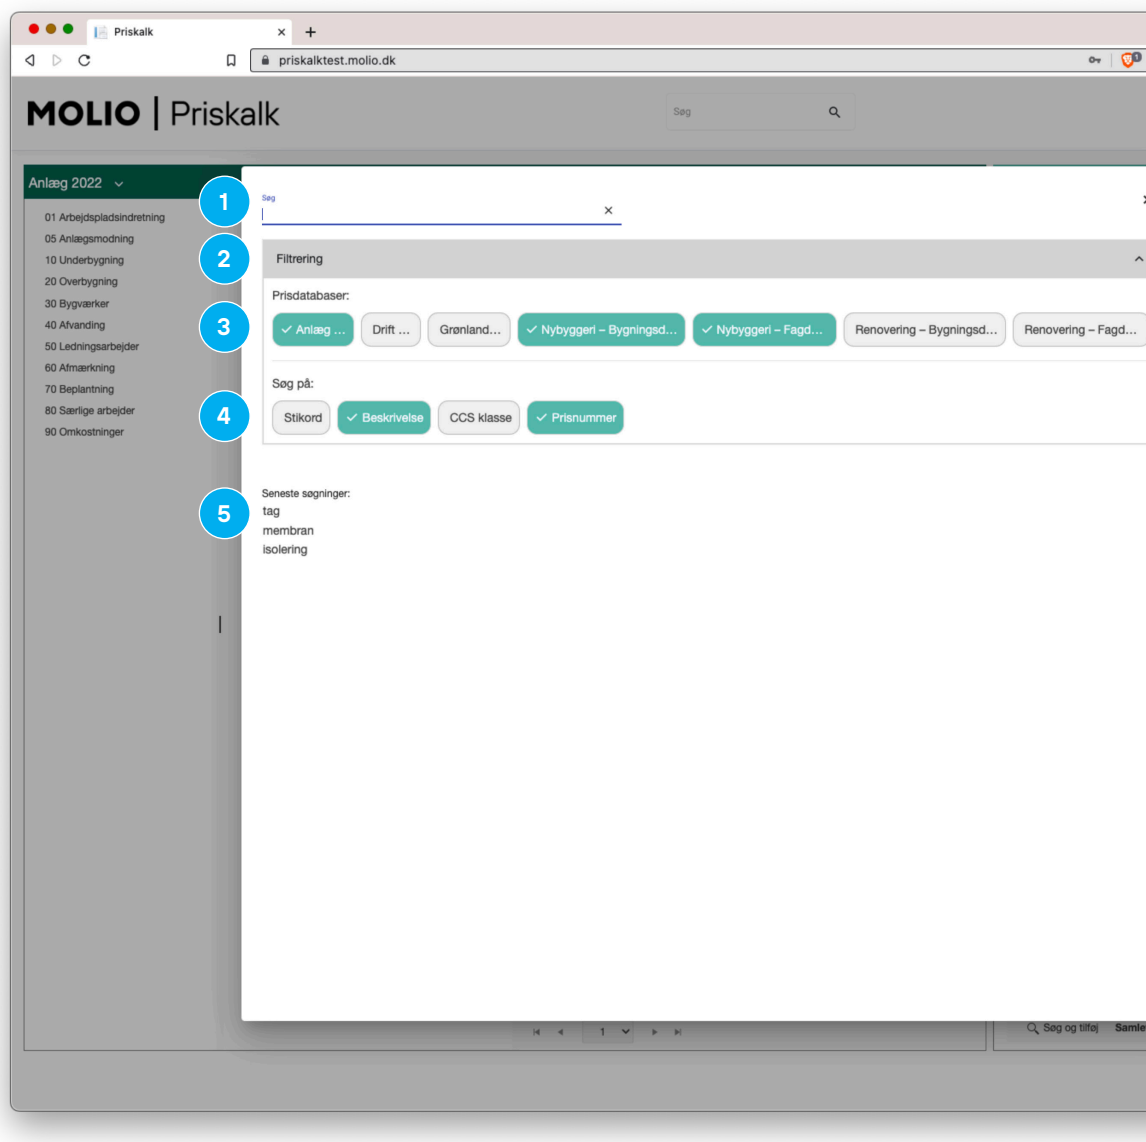 Priskalk
priskalktest.molio.dk
1
MOLIO | Priskalk
Søg
Anlæg 2022
01 Arbejdspladsindretning
05 Anlægsmodning
10 Underbygning
20 Overbygning
30 Bygværker
40 Afvanding
50 Ledningsarbejder
60 Afmærkning
70 Beplantning
80 Særlige arbejder
90 Omkostninger
1
Søg
2
Filtrering
Prisdatabaser:
3
Anlæg ... Drift ... Grønland... Nybyggeri – Bygningsd... Nybyggeri – Fagd... Renovering – Bygningsd... Renovering – Fagd...
Søg på:
4
Stikord Beskrivelse CCS klasse Prisnummer
Seneste søgninger:
5
tag
membran
isolering
1
Søg og tilføj Samle